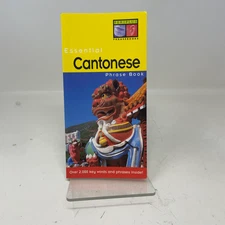 Essential
Cantonese
Phrase Book
Over 2,000 key words and phrases inside!